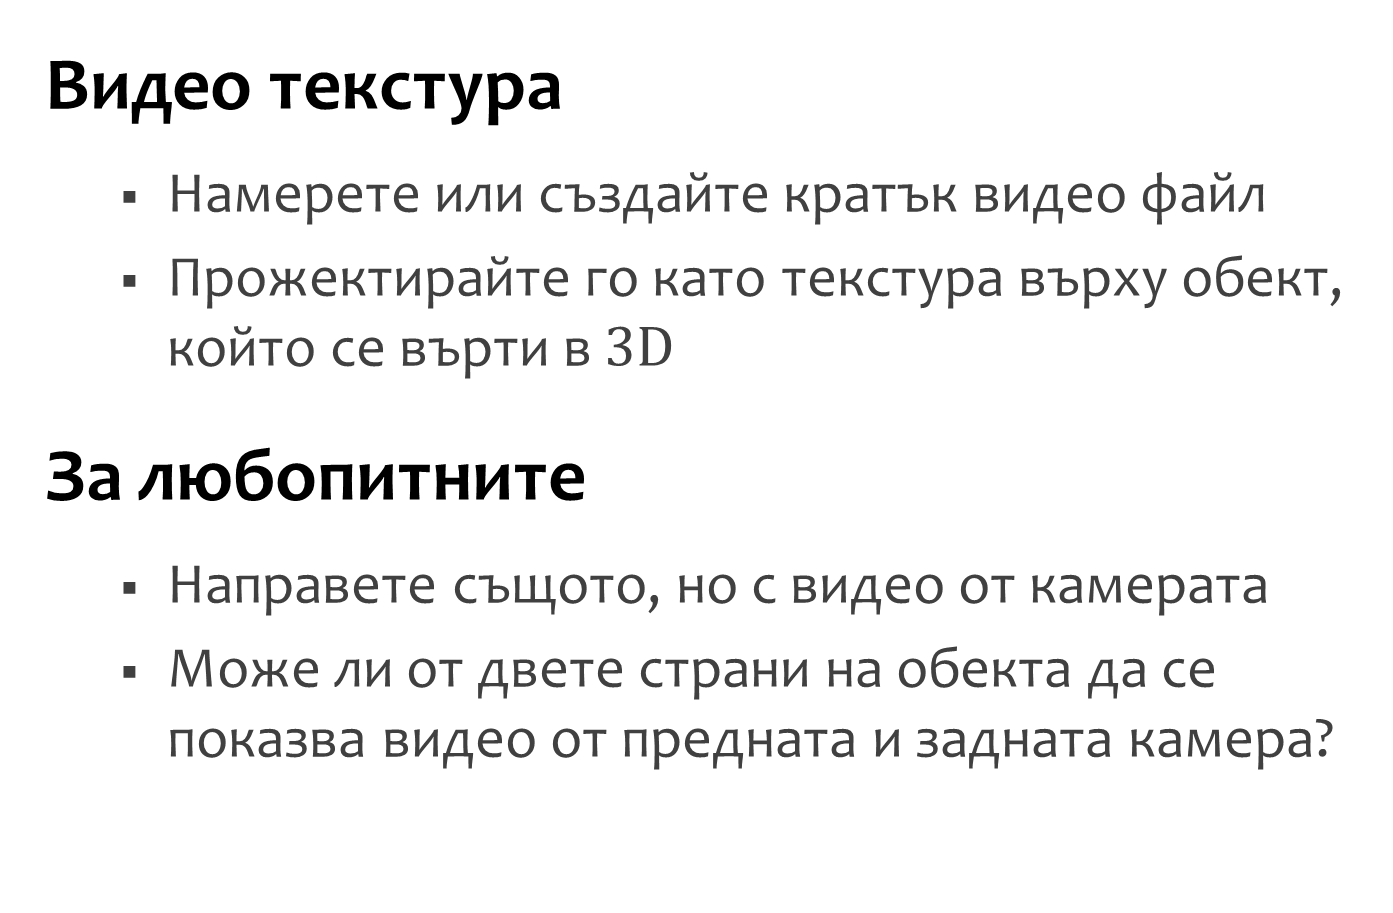 Видео текстура
▪ Намерете или създайте кратък видео файл
▪ Прожектирайте го като текстура върху обект,
който се върти в 3D
За любопитните
▪ Направете същото, но с видео от камерата
▪ Може ли от двете страни на обекта да се
показва видео от предната и задната камера?